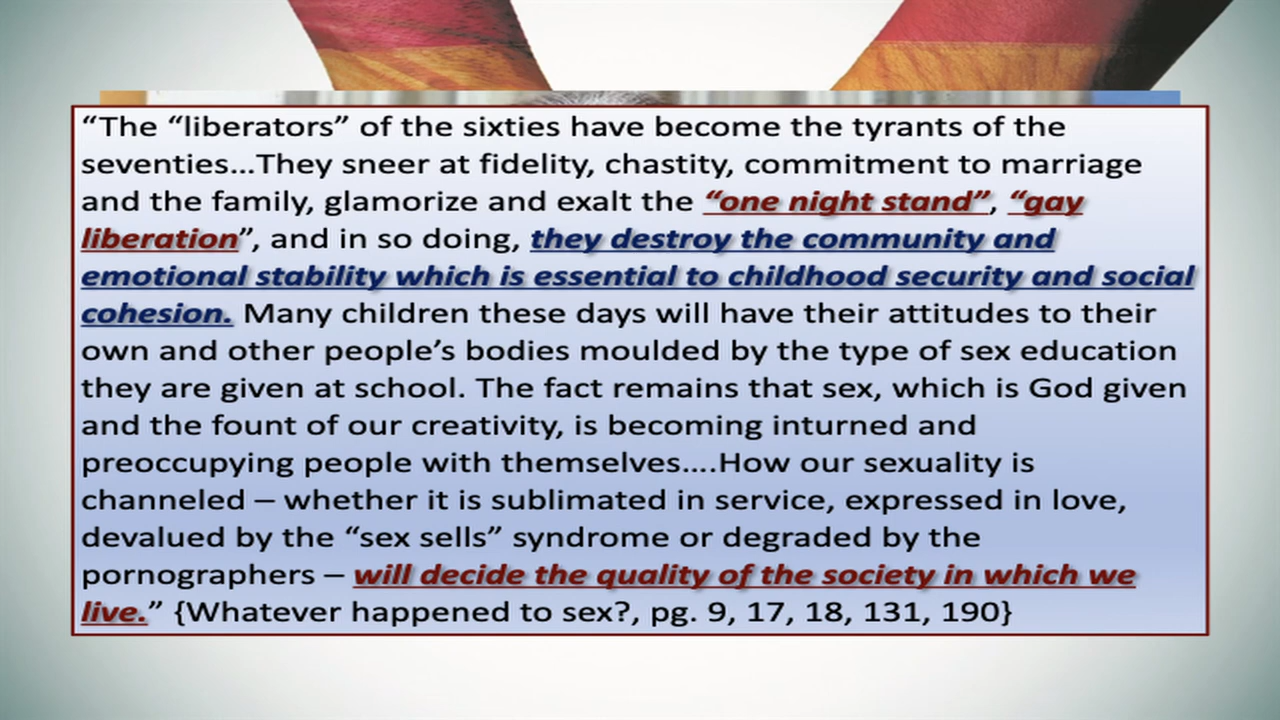 “The “liberators” of the sixties have become the tyrants of the
seventies...They sneer at fidelity, chastity, commitment to marriage
and the family, glamorize and exalt the “one night stand”, “gay
liberation”, and in so doing, they destroy the community and
emotional stability which is essential to childhood security and social
cohesion. Many children these days will have their attitudes to their
own and other people’s bodies moulded by the type of sex education
they are given at school. The fact remains that sex, which is God given
and the fount of our creativity, is becoming inturned and
preoccupying people with themselves....How our sexuality is
channeled – whether it is sublimated in service, expressed in love,
devalued by the “sex sells” syndrome or degraded by the
pornographers – will decide the quality of the society in which we
live.” {Whatever happened to sex?, pg. 9, 17, 18, 131, 190}